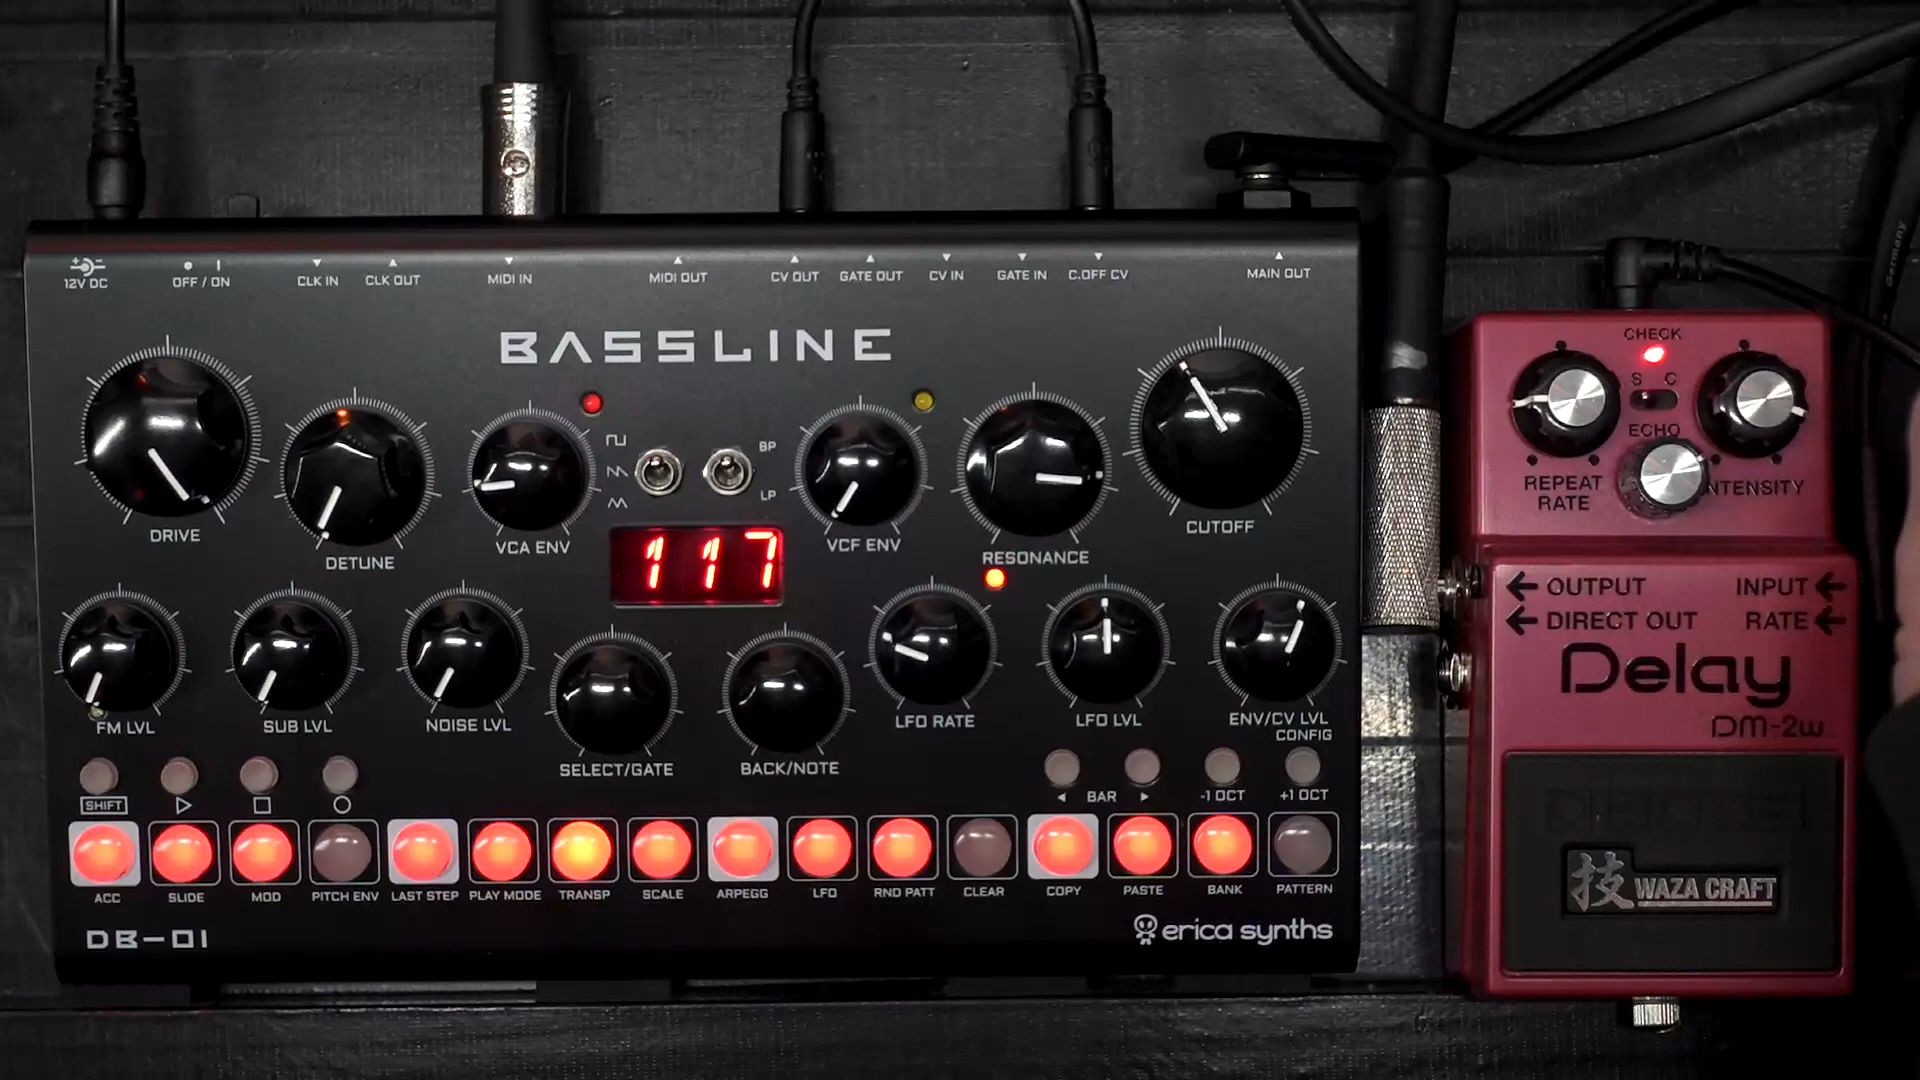 12V DC
OFF / ON
CLK IN
CLK OUT
MIDI IN
MIDI OUT
CV OUT
GATE OUT
CV IN
GATE IN
C.OFF CV
MAIN OUT
BASSLINE
DRIVE
DETUNE
VCA ENV
BP
LP
VCF ENV
RESONANCE
CUTOFF
117
FM LVL
SUB LVL
NOISE LVL
SELECT/GATE
BACK/NOTE
LFO RATE
LFO LVL
ENV/CV LVL
CONFIG
SHIFT
BAR
-1 OCT
+1 OCT
ACC
SLIDE
MOD
PITCH ENV
LAST STEP
PLAY MODE
TRANSP
SCALE
ARPEGG
LFO
RND PATT
CLEAR
COPY
PASTE
BANK
PATTERN
DB-01
erica synths
CHECK
S C
ECHO
REPEAT
RATE
NTENSITY
OUTPUT
INPUT
DIRECT OUT
RATE
Delay
DM-2w
技 WAZA CRAFT
Germany